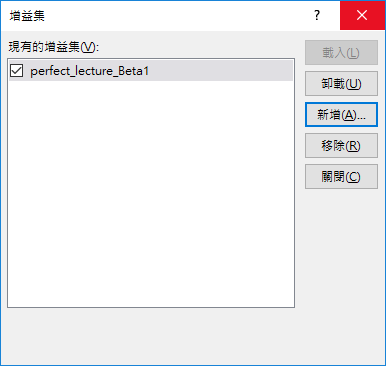 增益集
?
現有的增益集(V):
perfect_lecture_Beta1
載入(L)
卸載(U)
新增(A)...
移除(R)
關閉(C)